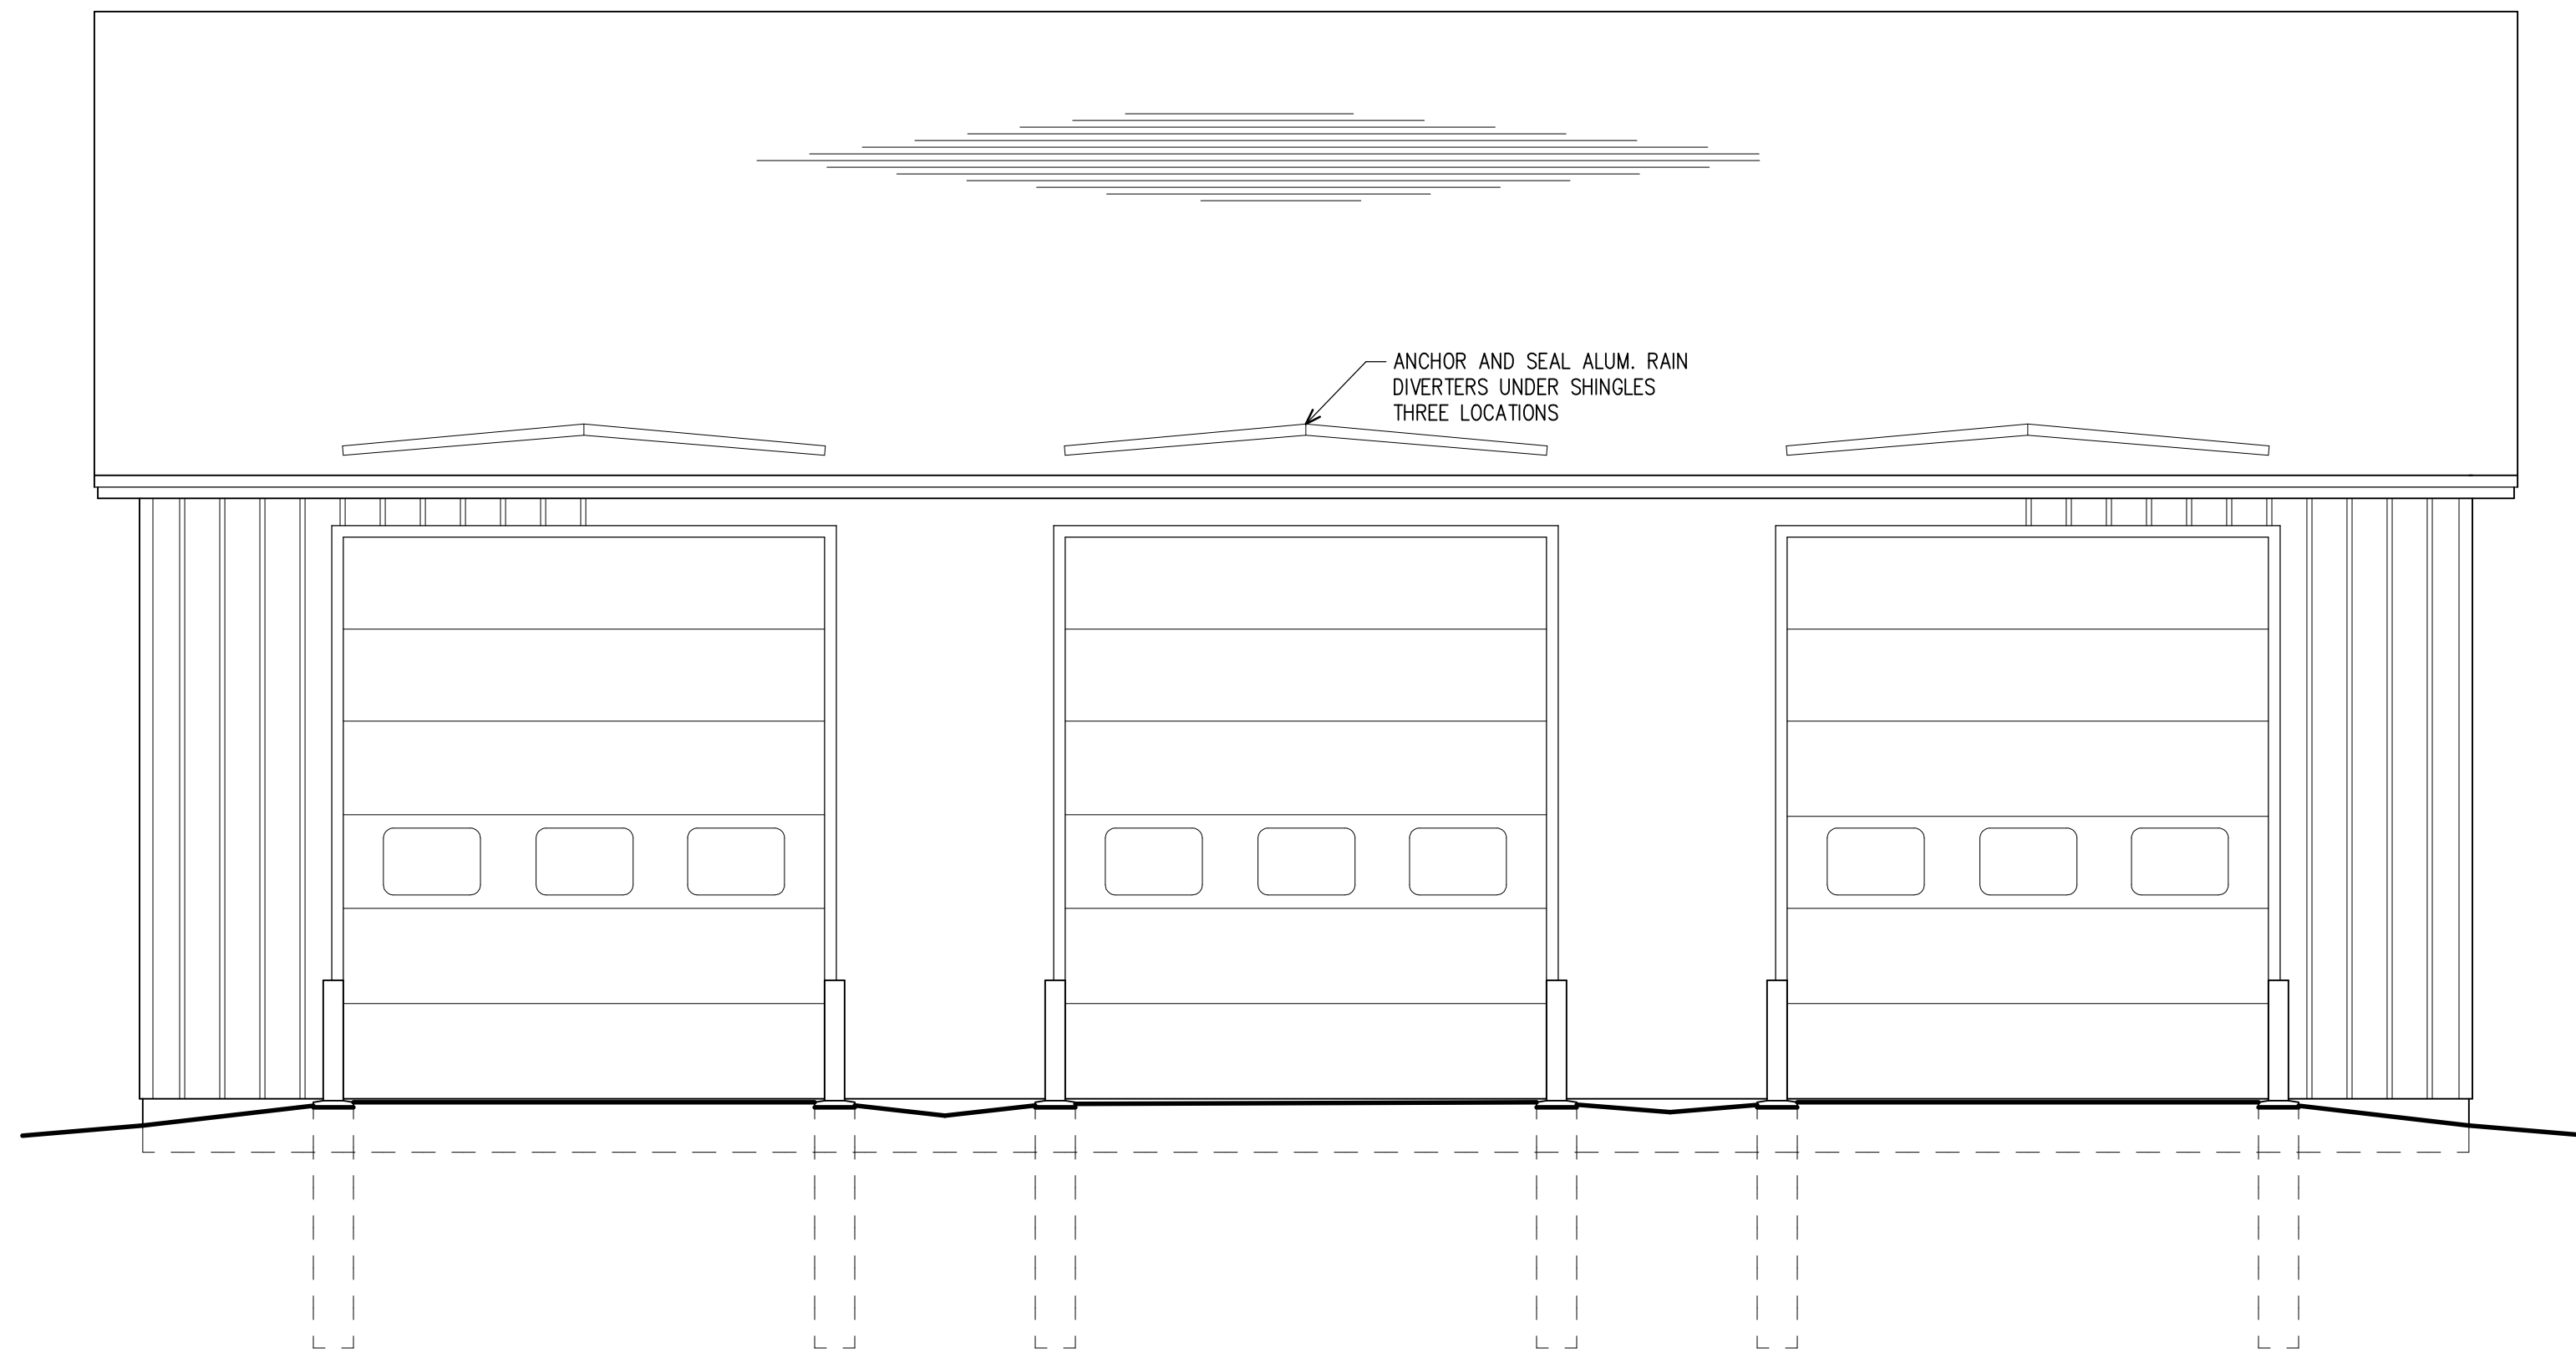 ANCHOR AND SEAL ALUM. RAIN
DIVERTERS UNDER SHINGLES
THREE LOCATIONS